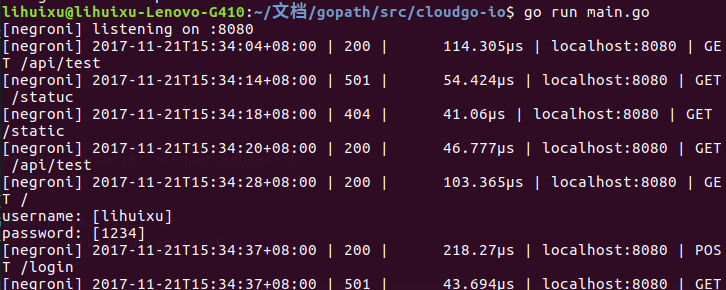 lihuixu@lihuixu-Lenovo-G410:~/文档/gopath/src/cloudgo-io$ go run main.go
[negroni] listening on :8080
[negroni] 2017-11-21T15:34:04+08:00 | 200 | 114.305µs | localhost:8080 | GE
T /api/test
[negroni] 2017-11-21T15:34:14+08:00 | 501 | 54.424µs | localhost:8080 | GET
/statuc
[negroni] 2017-11-21T15:34:18+08:00 | 404 | 41.06µs | localhost:8080 | GET
/static
[negroni] 2017-11-21T15:34:20+08:00 | 200 | 46.777µs | localhost:8080 | GET
/api/test
[negroni] 2017-11-21T15:34:28+08:00 | 200 | 103.365µs | localhost:8080 | GE
T /
username: [lihuixu]
password: [1234]
[negroni] 2017-11-21T15:34:37+08:00 | 200 | 218.27µs | localhost:8080 | POS
T /login
[negroni] 2017-11-21T15:34:37+08:00 | 501 | 43.694µs | localhost:8080 | GET